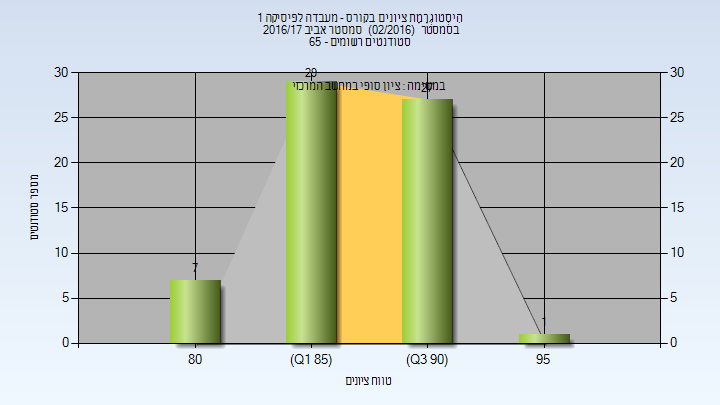 היסטוגרמת ציונים בקורס - מעבדה לפיסיקה 1
בסמסטר (02/2016) סמסטר אביב 2016/17
סטודנטים רשומים - 65
במשימה : ציון סופי במחשב המרכזי
30 30
25 25
20 20
15 15
10 10
5 5
0 0
29
27
7
1
מספר סטודנטים
80 (Q1 85) (Q3 90) 95
טווח ציונים